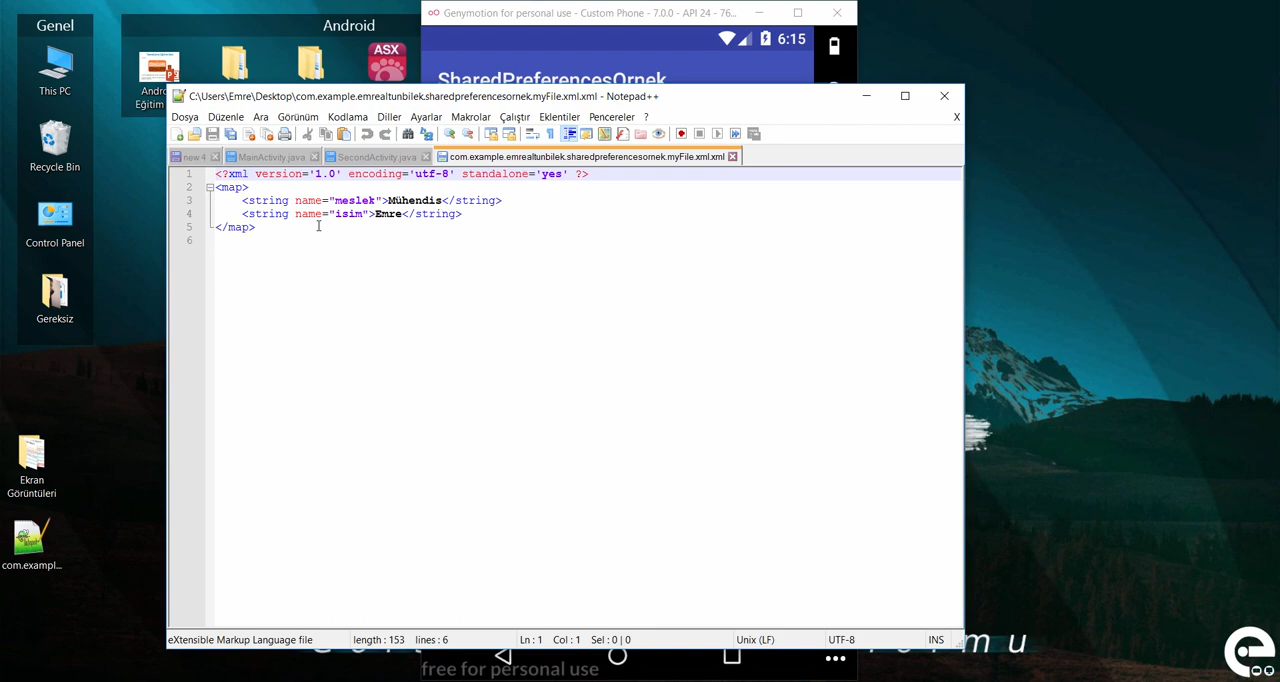 Genel
This PC
Recycle Bin
Control Panel
Gereksiz
Ekran
Görüntüleri
com.exampl...
Android
Andro
Eğitim
ASX
Genymotion for personal use - Custom Phone - 7.0.0 - API 24 - 76...
6:15
SharedPreferencesOrnek
C:\Users\Emre\Desktop\com.example.emrealtunbilek.sharedpreferencesornek.myFile.xml.xml - Notepad++
Dosya Düzenle Ara Görünüm Kodlama Diller Ayarlar Makrolar Çalıştır Eklentiler Pencereler ? X
new 4 MainActivity.java SecondActivity.java com.example.emrealtunbilek.sharedpreferencesornek.myFile.xml.xml
1 <?xml version='1.0' encoding='utf-8' standalone='yes' ?>
2 <map>
3 <string name="meslek">Mühendis</string>
4 <string name="isim">Emre</string>
5 </map>
6
eXtensible Markup Language file length : 153 lines : 6 Ln : 1 Col : 1 Sel : 0 | 0 Unix (LF) UTF-8 INS
free for personal use